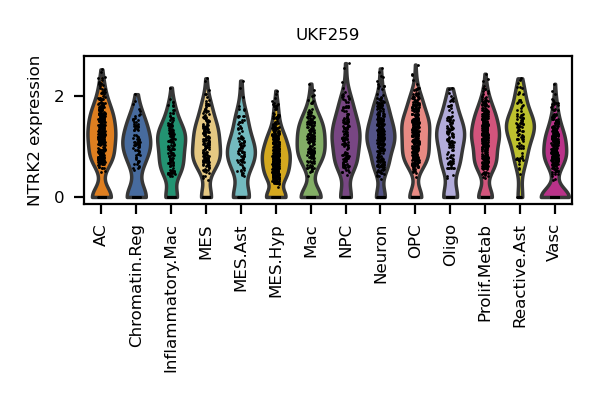 UKF259
NTRK2 expression
2
0
AC
Chromatin.Reg
Inflammatory.Mac
MES
MES.Ast
MES.Hyp
Mac
NPC
Neuron
OPC
Oligo
Prolif.Metab
Reactive.Ast
Vasc